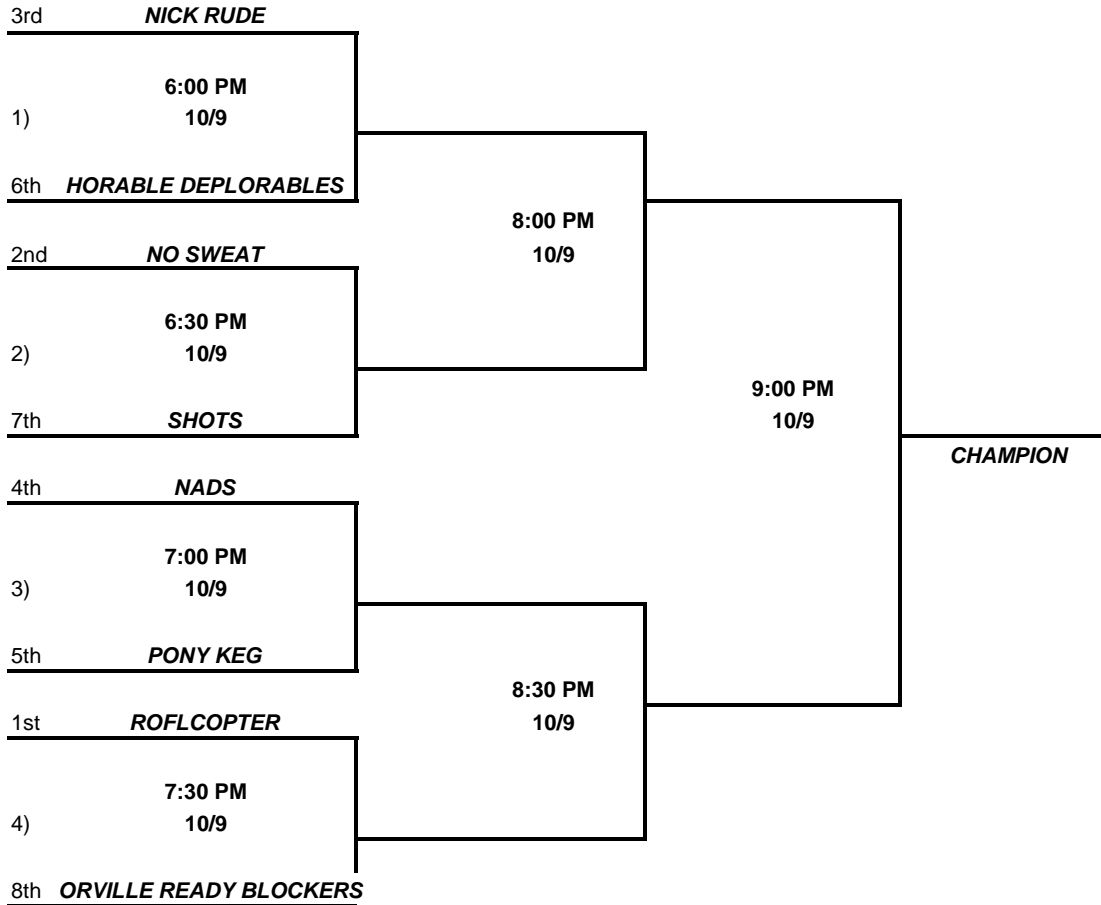 3rd NICK RUDE
6:00 PM
1) 10/9
6th HORABLE DEPLORABLES
8:00 PM
2nd NO SWEAT 10/9
6:30 PM
2) 10/9
9:00 PM
7th SHOTS 10/9
CHAMPION
4th NADS
7:00 PM
3) 10/9
5th PONY KEG
8:30 PM
1st ROFLCOPTER 10/9
7:30 PM
4) 10/9
8th ORVILLE READY BLOCKERS